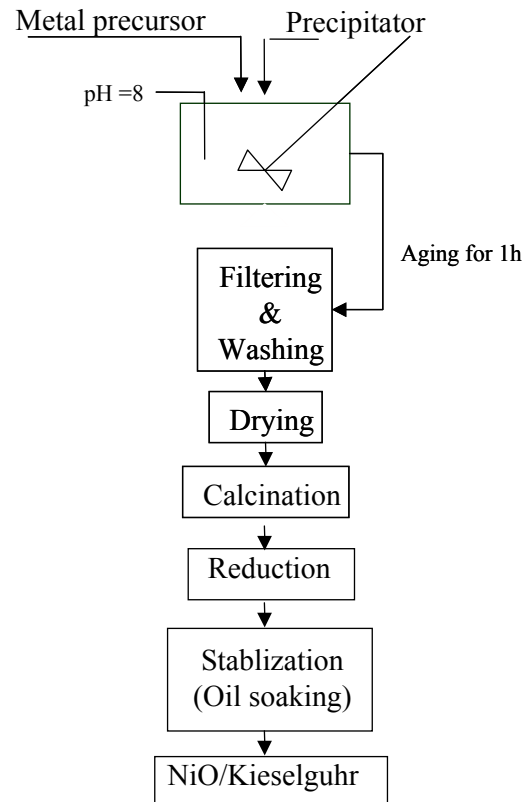 Metal precursor
Precipitator
pH =8
Aging for 1h
Filtering
&
Washing
Drying
Calcination
Reduction
Stablization
(Oil soaking)
NiO/Kieselguhr